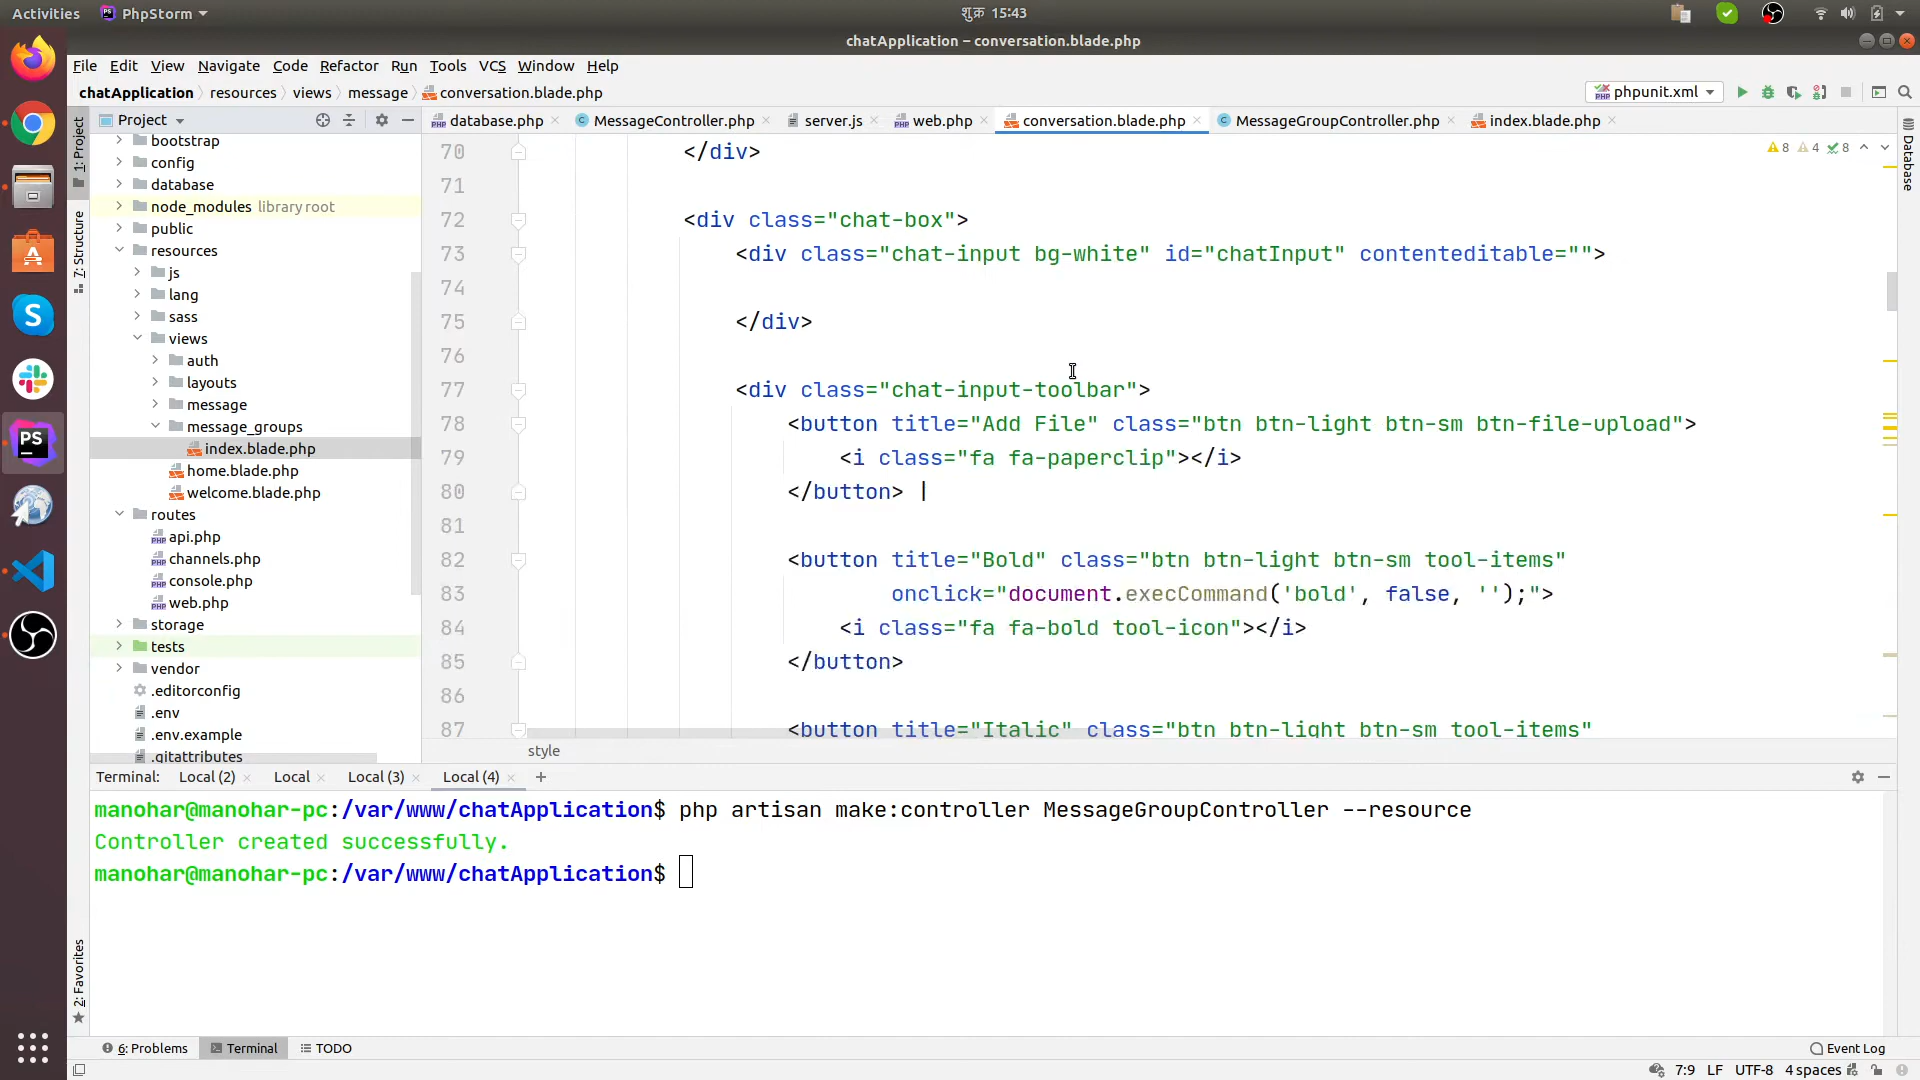 Activities PhpStorm शुक्र 15:43
chatApplication – conversation.blade.php
File Edit View Navigate Code Refactor Run Tools VCS Window Help
chatApplication resources views message conversation.blade.php phpunit.xml
Project
database.php MessageController.php server.js web.php conversation.blade.php MessageGroupController.php index.blade.php
1: Project
7: Structure
2: Favorites
Database
bootstrap
config
database
node_modules library root
public
resources
js
lang
sass
views
auth
layouts
message
message_groups
index.blade.php
home.blade.php
welcome.blade.php
routes
api.php
channels.php
console.php
web.php
storage
tests
vendor
.editorconfig
.env
.env.example
.gitattributes
8 4 8
70 </div>
71
72 <div class="chat-box">
73 <div class="chat-input bg-white" id="chatInput" contenteditable="">
74
75 </div>
76
77 <div class="chat-input-toolbar">
78 <button title="Add File" class="btn btn-light btn-sm btn-file-upload">
79 <i class="fa fa-paperclip"></i>
80 </button> |
81
82 <button title="Bold" class="btn btn-light btn-sm tool-items"
83 onclick="document.execCommand('bold', false, '');">
84 <i class="fa fa-bold tool-icon"></i>
85 </button>
86
87 <button title="Italic" class="btn btn-light btn-sm tool-items"
style
Terminal: Local (2) Local Local (3) Local (4)
manohar@manohar-pc:/var/www/chatApplication$ php artisan make:controller MessageGroupController --resource
Controller created successfully.
manohar@manohar-pc:/var/www/chatApplication$
6: Problems Terminal TODO Event Log
7:9 LF UTF-8 4 spaces